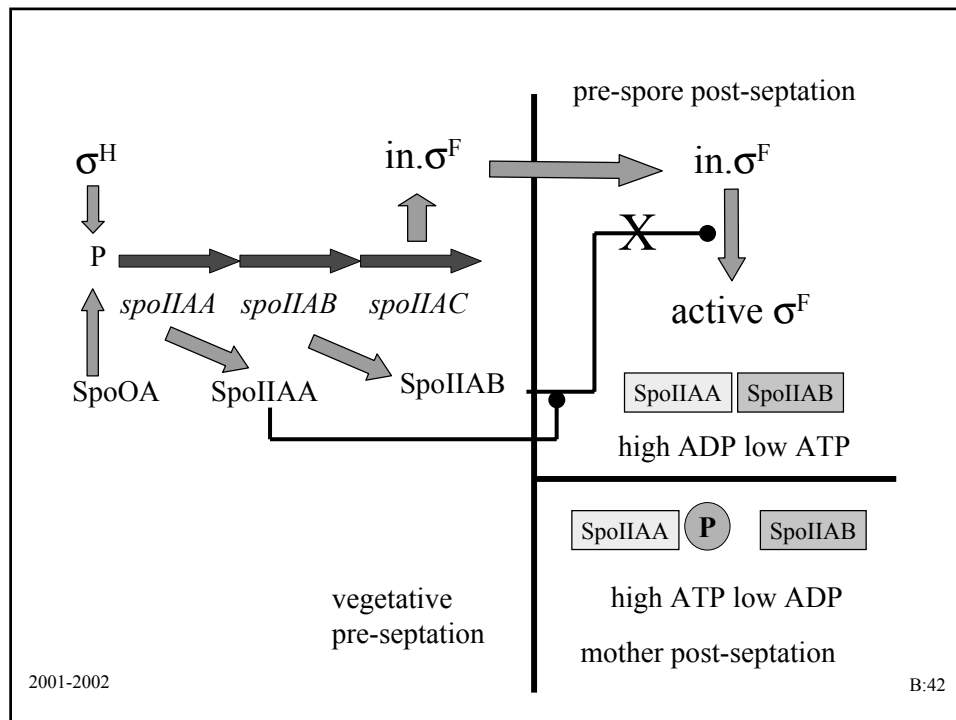 pre-spore post-septation
σH
in.σF
in.σF
X
P
spoIIAA
spoIIAB
spoIIAC
active σF
SpoOA
SpoIIAA
SpoIIAB
SpoIIAA
SpoIIAB
high ADP low ATP
SpoIIAA
P
SpoIIAB
vegetative
pre-septation
high ATP low ADP
mother post-septation
2001-2002
B:42